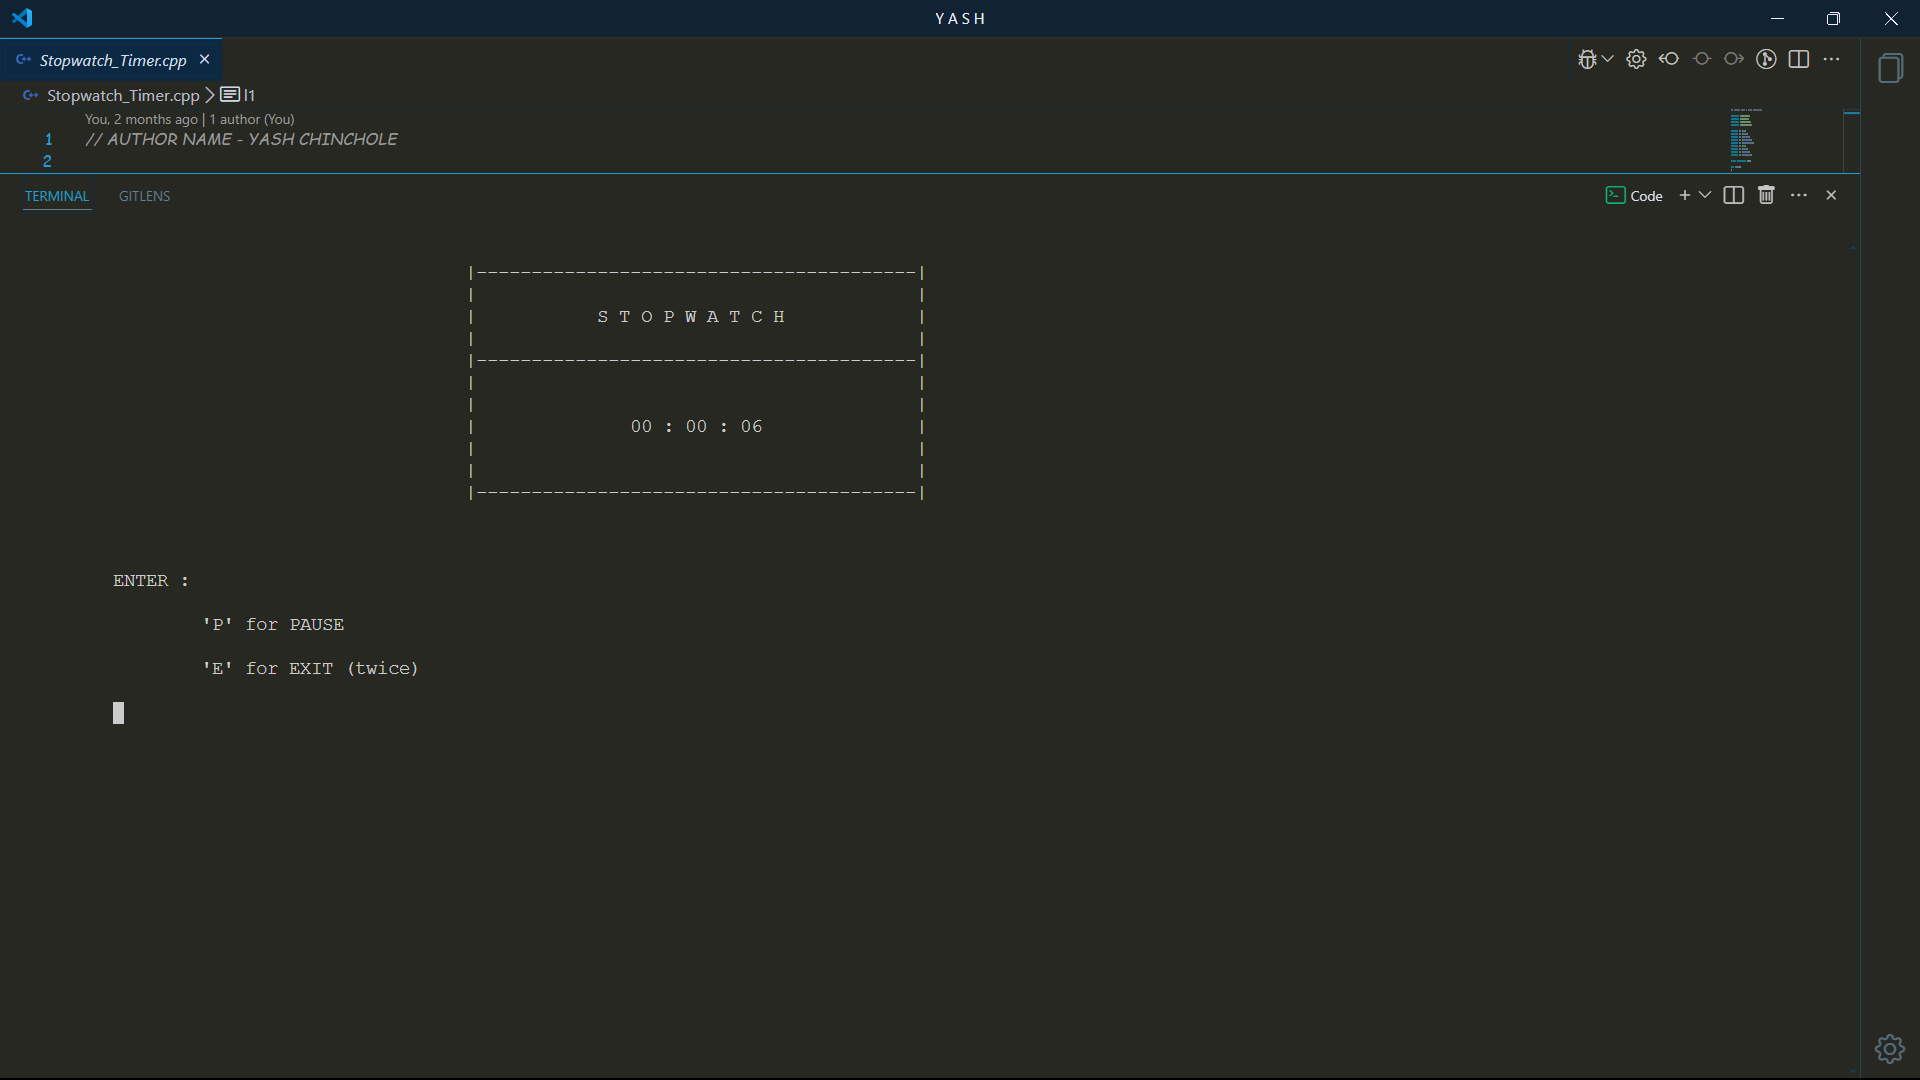 YASH
Stopwatch_Timer.cpp
Stopwatch_Timer.cpp > l1
You, 2 months ago | 1 author (You)
1 // AUTHOR NAME - YASH CHINCHOLE
2
TERMINAL GITLENS Code
|----------------------------------------|
| |
| S T O P W A T C H |
| |
|----------------------------------------|
| |
| |
| 00 : 00 : 06 |
| |
| |
|----------------------------------------|
ENTER :
'P' for PAUSE
'E' for EXIT (twice)